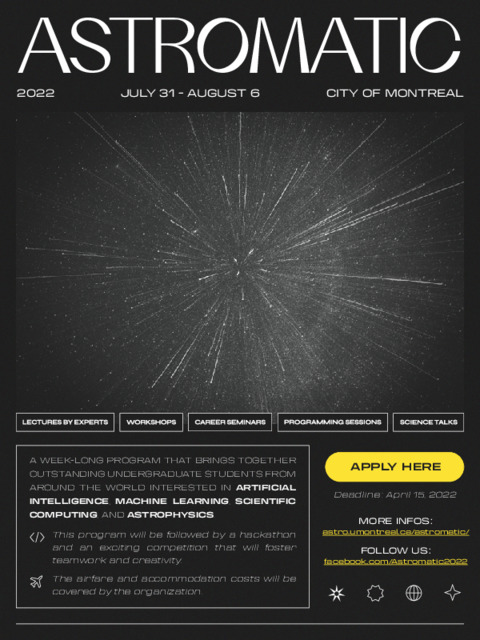 ASTROMATIC
2022 JULY 31 - AUGUST 6 CITY OF MONTREAL
LECTURES BY EXPERTS WORKSHOPS CAREER SEMINARS PROGRAMMING SESSIONS SCIENCE TALKS
A WEEK-LONG PROGRAM THAT BRINGS TOGETHER
OUTSTANDING UNDERGRADUATE STUDENTS FROM
AROUND THE WORLD INTERESTED IN ARTIFICIAL
INTELLIGENCE MACHINE LEARNING SCIENTIFIC
COMPUTING AND ASTROPHYSICS
This program will be followed by a hackathon
and an exciting competition that will foster
teamwork and creativity.
The airfare and accommodation costs will be
covered by the organization.
APPLY HERE
Deadline: April 15, 2022
MORE INFOS:
astro.umontreal.ca/astromatic/
FOLLOW US:
facebook.com/Astromatic2022